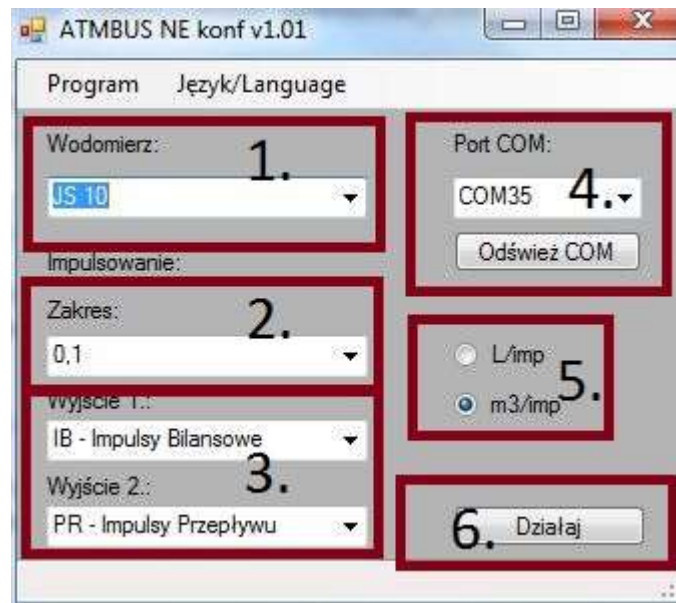 ATMBUS NE konf v1.01
Program Język/Language
Wodomierz:
1.
JS 10
Port COM:
COM35
4.
Odśwież COM
Impulsowanie:
Zakres:
2.
0,1
L/imp
m3/imp
5.
Wyjście 1.:
IB - Impulsy Bilansowe
3.
Wyjście 2.:
PR - Impulsy Przepływu
6.
Działaj